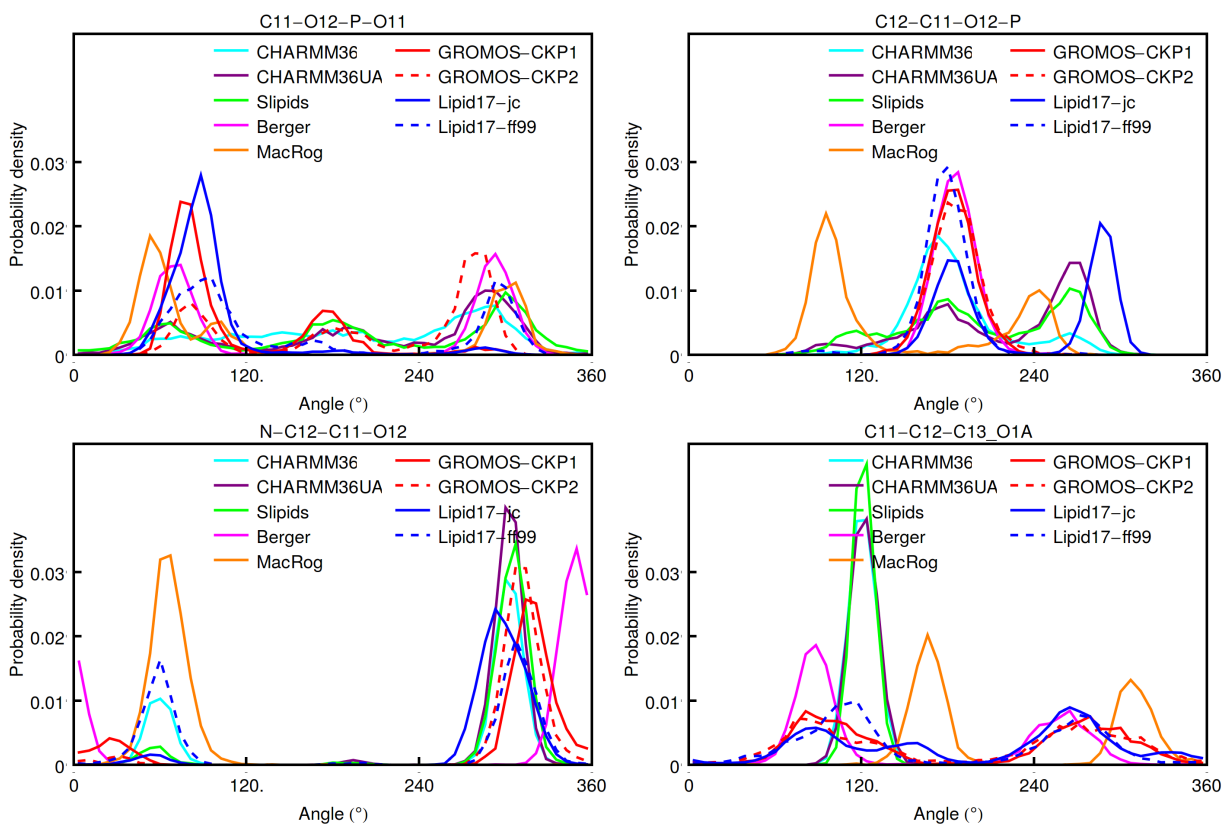 C11−O12−P−O11
CHARMM36
CHARMM36UA
Slipids
Berger
MacRog
GROMOS−CKP1
GROMOS−CKP2
Lipid17−jc
Lipid17−ff99
Probability density
0.03
0.02
0.01
0
0 120. 240 360
Angle (°)
C12−C11−O12−P
CHARMM36
CHARMM36UA
Slipids
Berger
MacRog
GROMOS−CKP1
GROMOS−CKP2
Lipid17−jc
Lipid17−ff99
Probability density
0.03
0.02
0.01
0
0 120. 240 360
Angle (°)
N−C12−C11−O12
CHARMM36
CHARMM36UA
Slipids
Berger
MacRog
GROMOS−CKP1
GROMOS−CKP2
Lipid17−jc
Lipid17−ff99
Probability density
0.03
0.02
0.01
0
0 120. 240 360
Angle (°)
C11−C12−C13_O1A
CHARMM36
CHARMM36UA
Slipids
Berger
MacRog
GROMOS−CKP1
GROMOS−CKP2
Lipid17−jc
Lipid17−ff99
Probability density
0.03
0.02
0.01
0
0 120. 240 360
Angle (°)